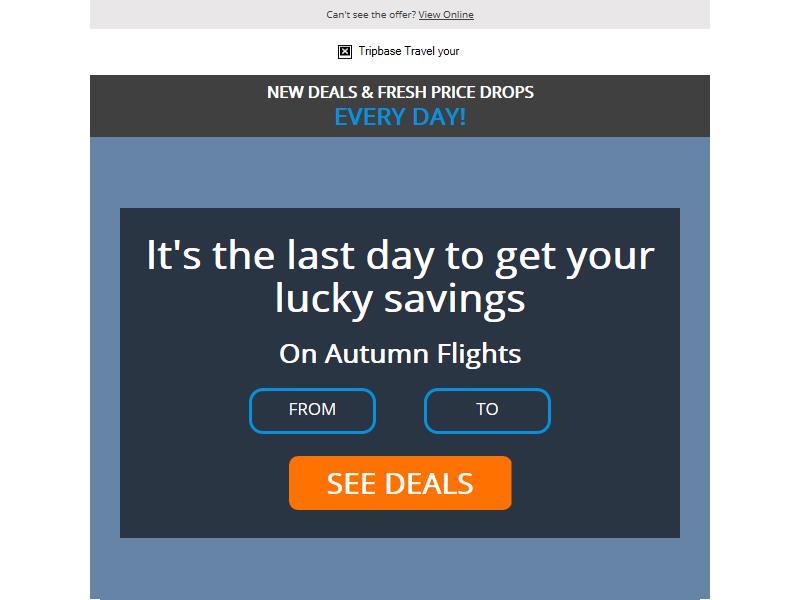 Can't see the offer? View Online
Tripbase Travel your
NEW DEALS & FRESH PRICE DROPS
EVERY DAY!
It's the last day to get your
lucky savings
On Autumn Flights
FROM TO
SEE DEALS